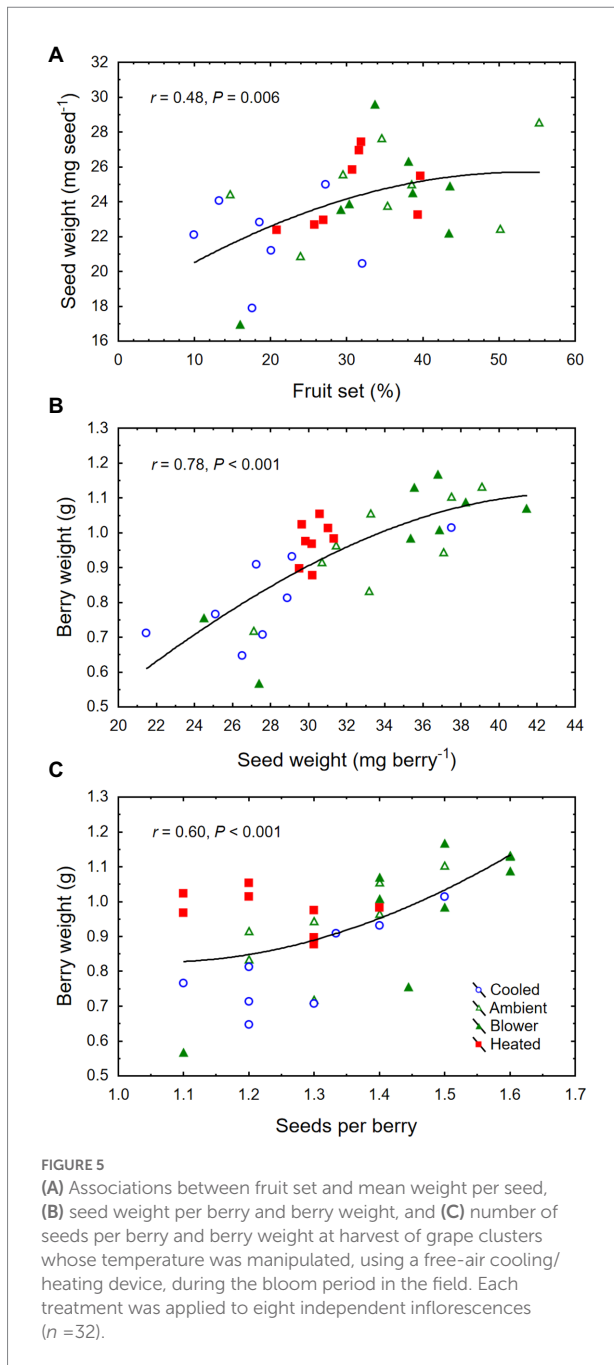 A
r = 0.48, P = 0.006
Seed weight (mg seed⁻¹)
32
30
28
26
24
22
20
18
16
0 10 20 30 40 50 60
Fruit set (%)
B
r = 0.78, P < 0.001
Berry weight (g)
1.3
1.2
1.1
1.0
0.9
0.8
0.7
0.6
0.5
20 22 24 26 28 30 32 34 36 38 40 42 44
Seed weight (mg berry⁻¹)
C
r = 0.60, P < 0.001
Berry weight (g)
1.3
1.2
1.1
1.0
0.9
0.8
0.7
0.6
0.5
Cooled
Ambient
Blower
Heated
1.0 1.1 1.2 1.3 1.4 1.5 1.6 1.7
Seeds per berry
FIGURE 5
(A) Associations between fruit set and mean weight per seed,
(B) seed weight per berry and berry weight, and (C) number of
seeds per berry and berry weight at harvest of grape clusters
whose temperature was manipulated, using a free-air cooling/
heating device, during the bloom period in the field. Each
treatment was applied to eight independent inflorescences
(n =32).